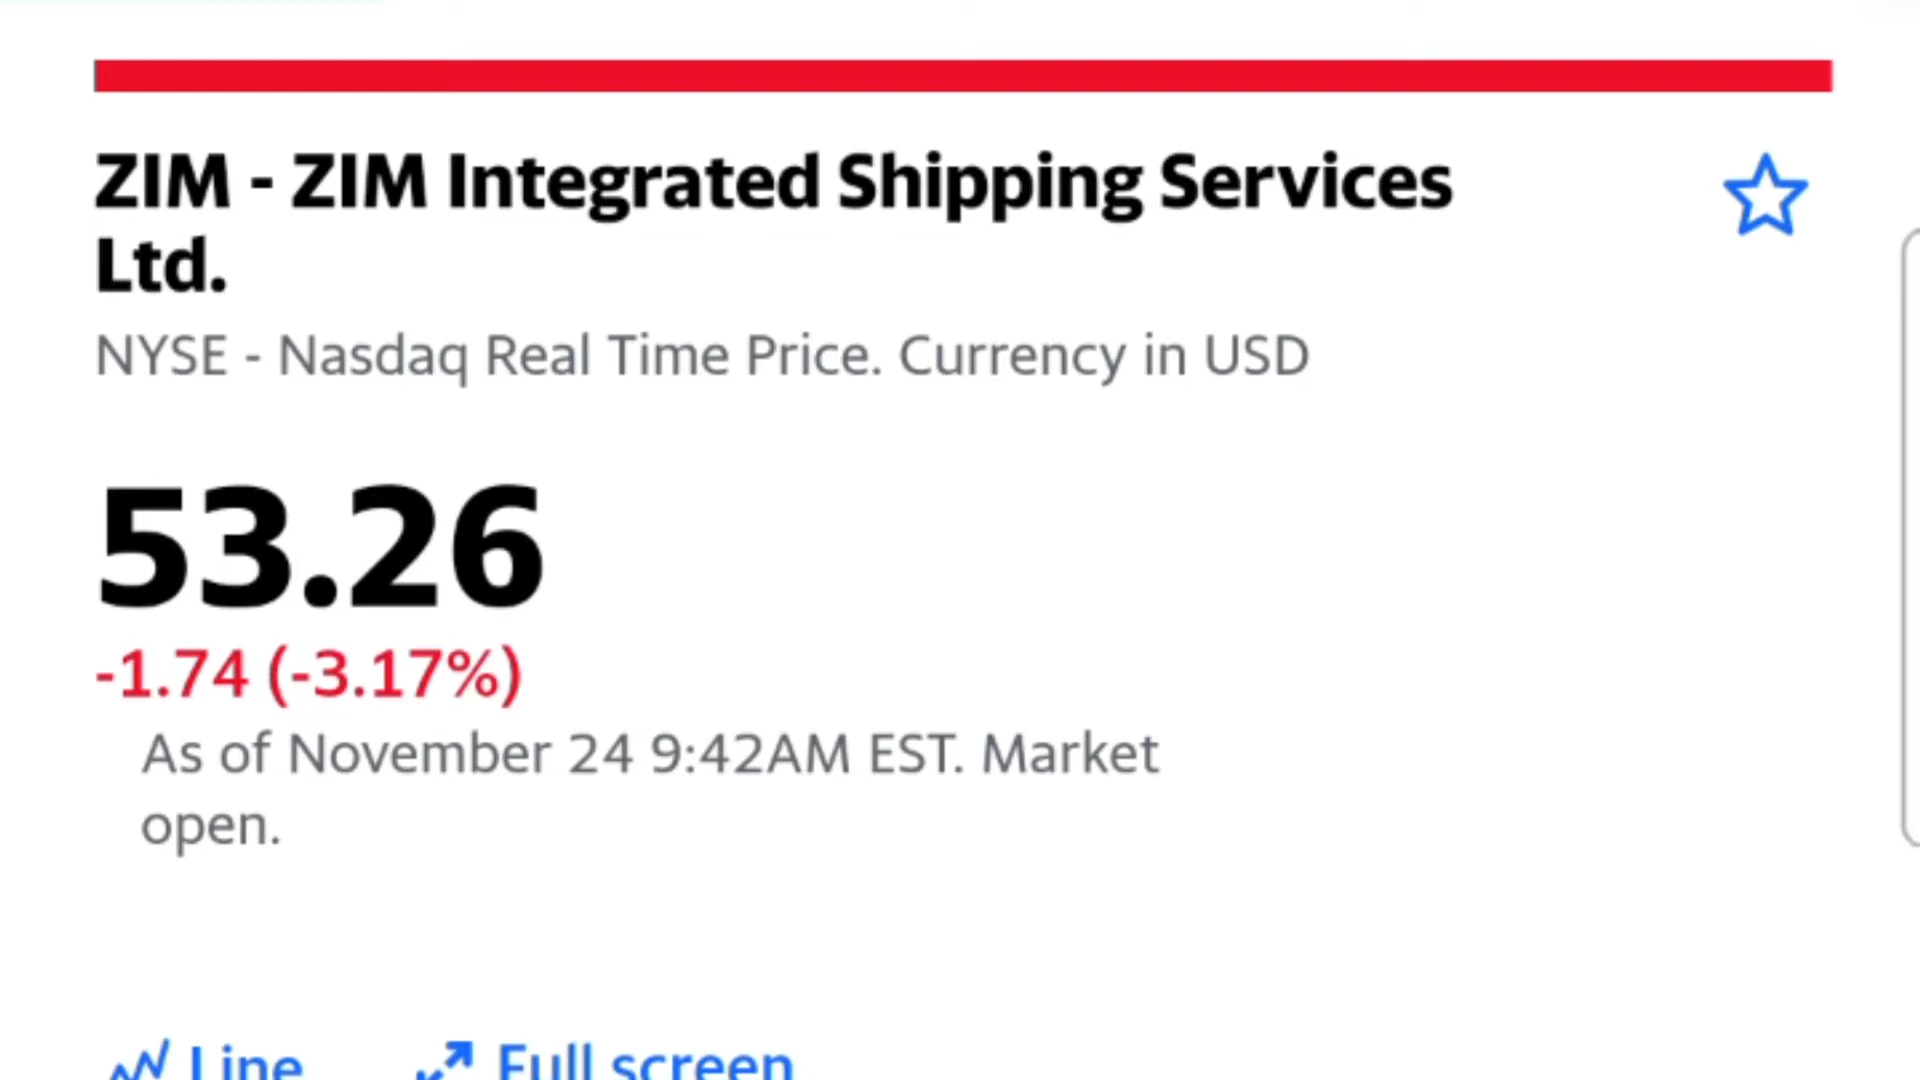 ZIM - ZIM Integrated Shipping Services
Ltd.
NYSE - Nasdaq Real Time Price. Currency in USD
53.26
-1.74 (-3.17%)
As of November 24 9:42AM EST. Market
open.
Line
Full screen